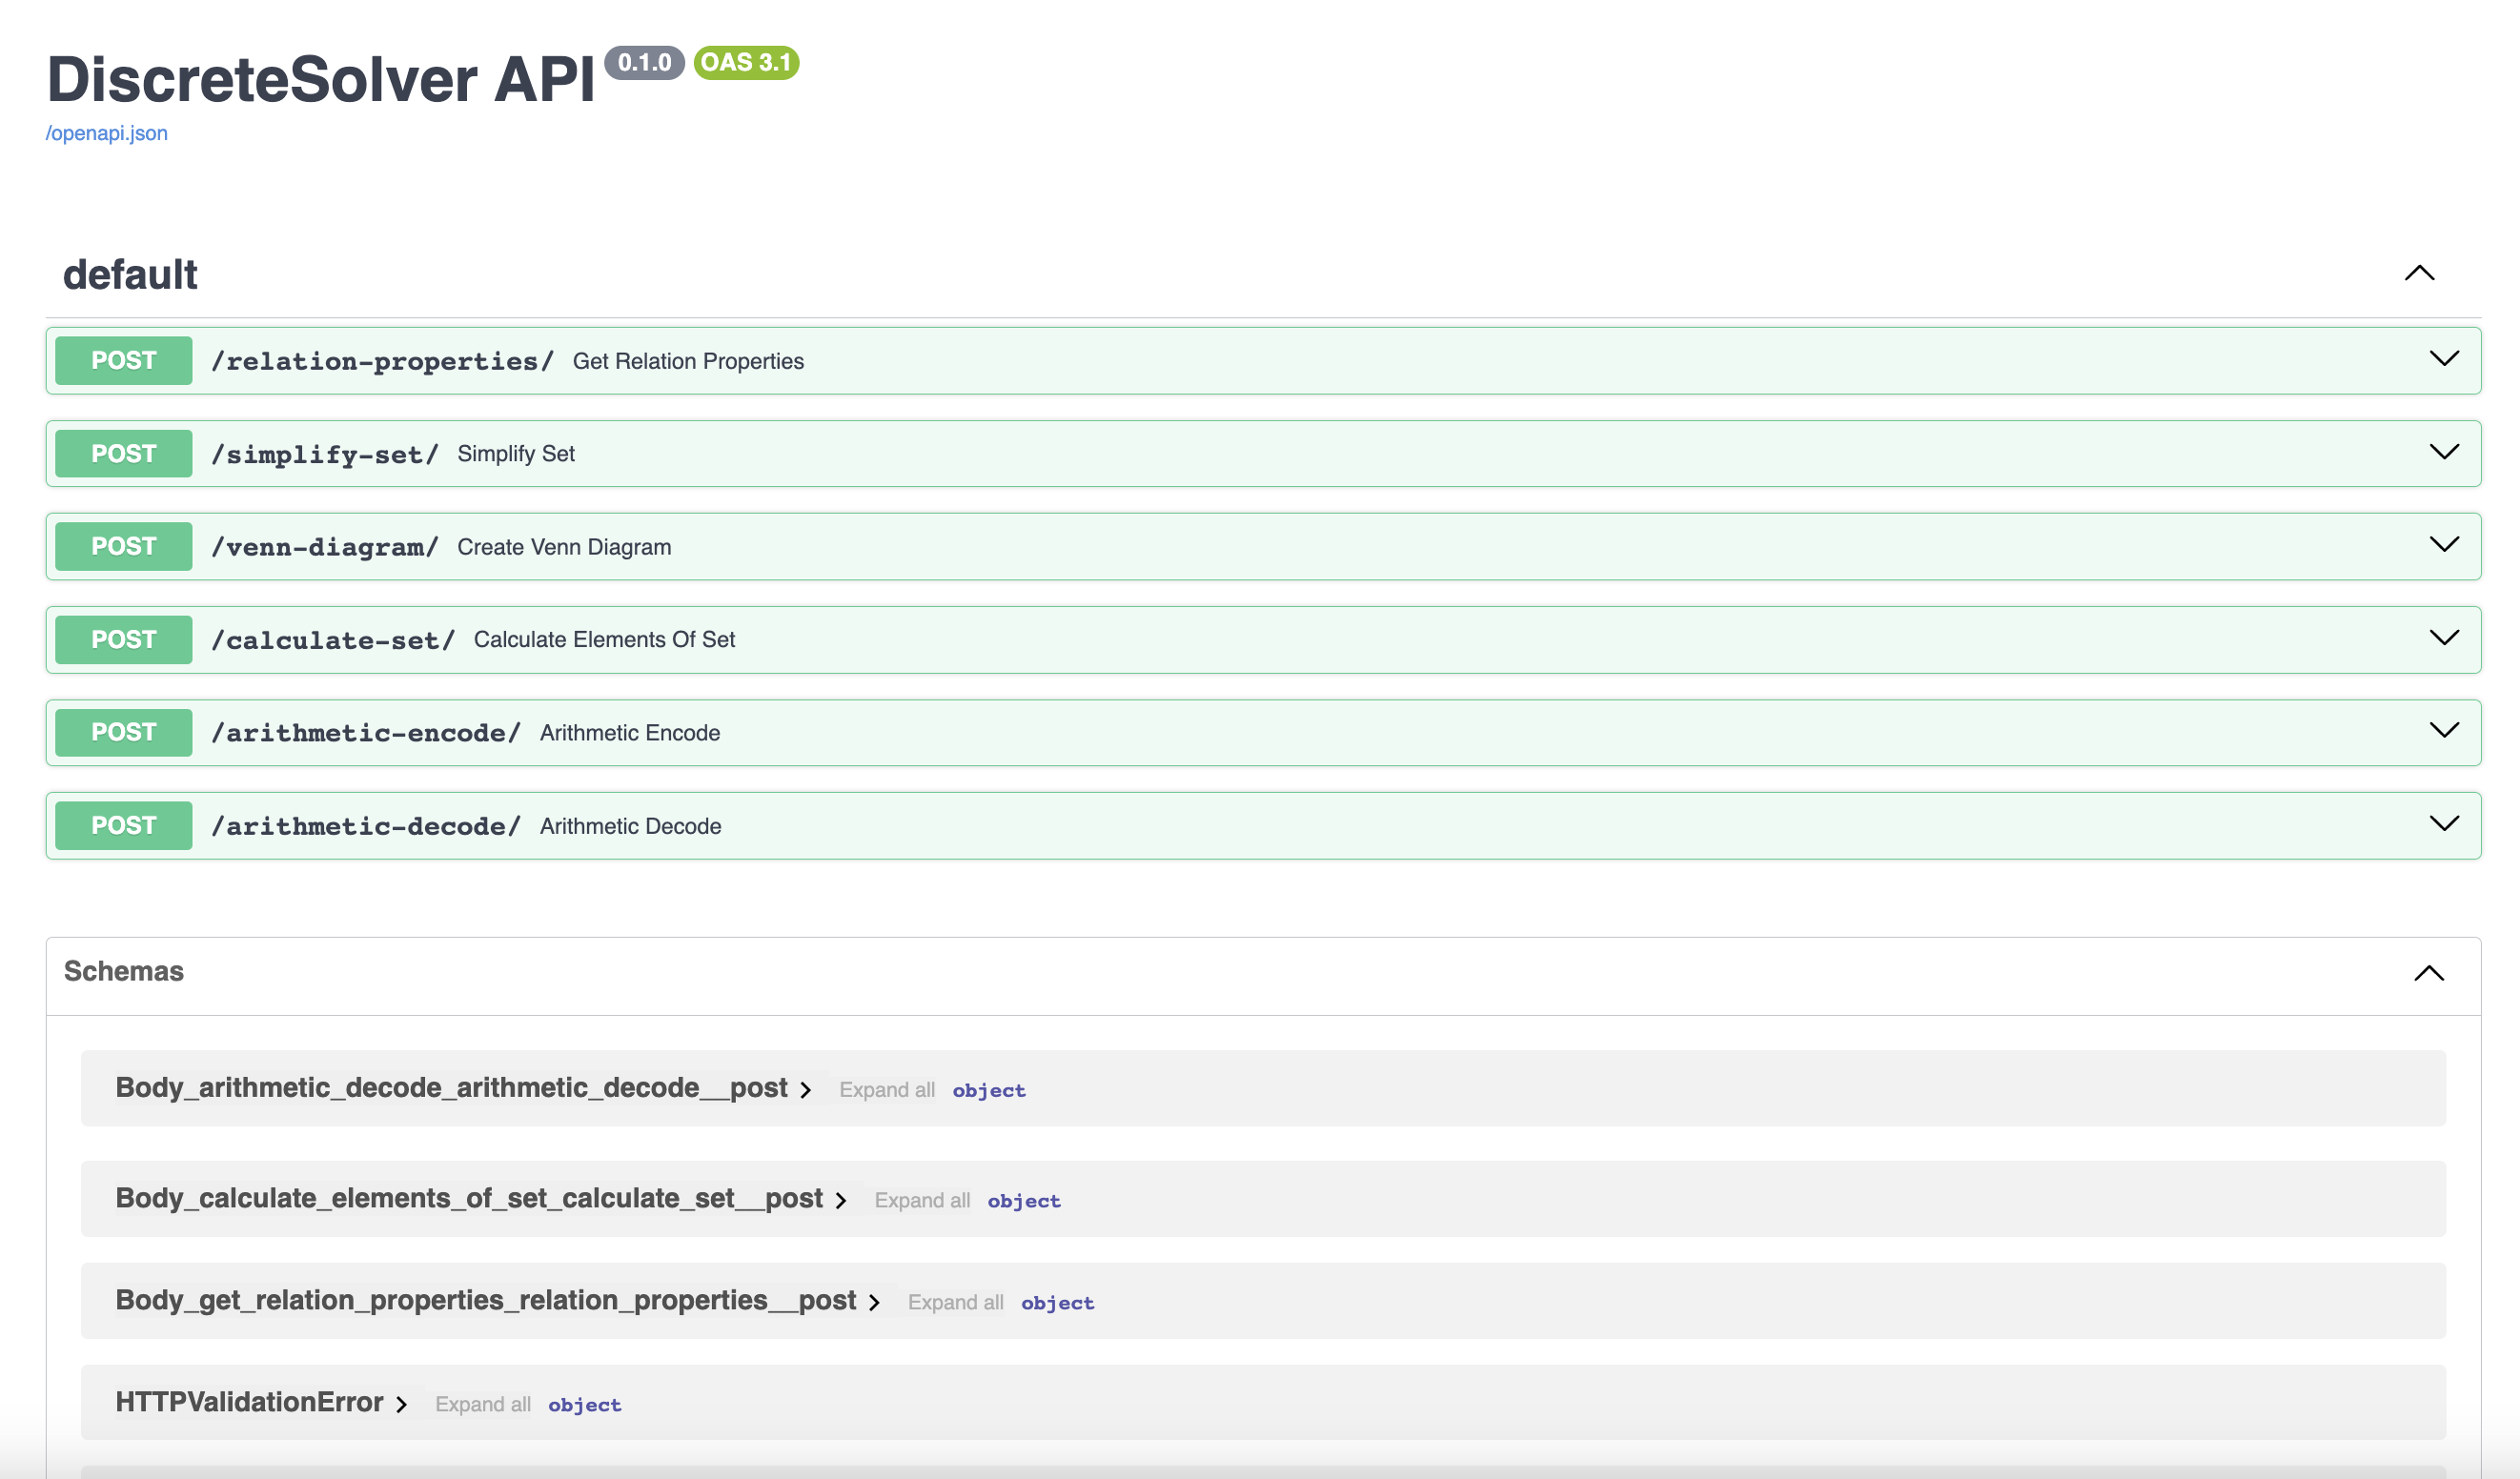 DiscreteSolver API 0.1.0 OAS 3.1
/openapi.json
default
POST /relation-properties/ Get Relation Properties
POST /simplify-set/ Simplify Set
POST /venn-diagram/ Create Venn Diagram
POST /calculate-set/ Calculate Elements Of Set
POST /arithmetic-encode/ Arithmetic Encode
POST /arithmetic-decode/ Arithmetic Decode
Schemas
Body_arithmetic_decode_arithmetic_decode__post Expand all object
Body_calculate_elements_of_set_calculate_set__post Expand all object
Body_get_relation_properties_relation_properties__post Expand all object
HTTPValidationError Expand all object